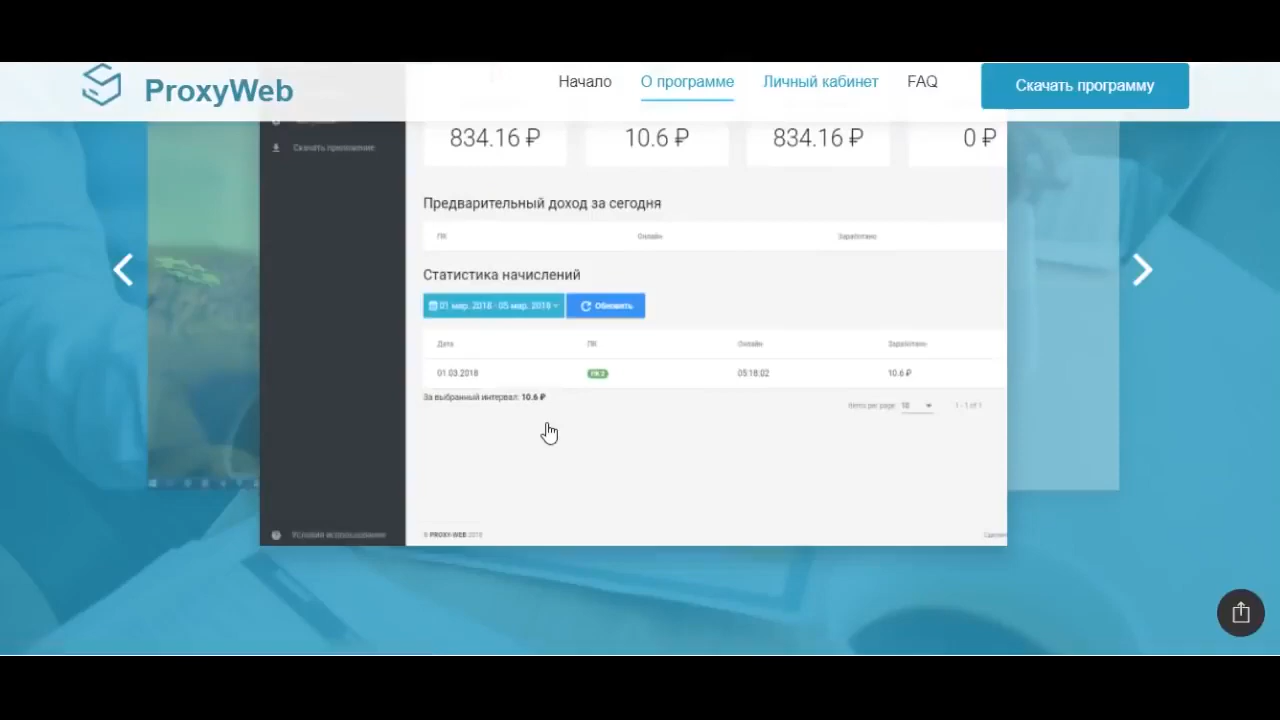 ProxyWeb
Начало
О программе
Личный кабинет
FAQ
Скачать программу
Скачать приложение
834.16 ₽
10.6 ₽
834.16 ₽
0 ₽
Предварительный доход за сегодня
ПК
Онлайн
Заработано
Статистика начислений
01 мар. 2018 - 05 мар. 2018
Обновить
Дата
ПК
Онлайн
Заработано
01.03.2018
ПК 2
05:18:02
10.6 ₽
За выбранный интервал: 10.6 ₽
Items per page: 10
1 - 1 of 1
Условия использования
© PROXY-WEB 2018